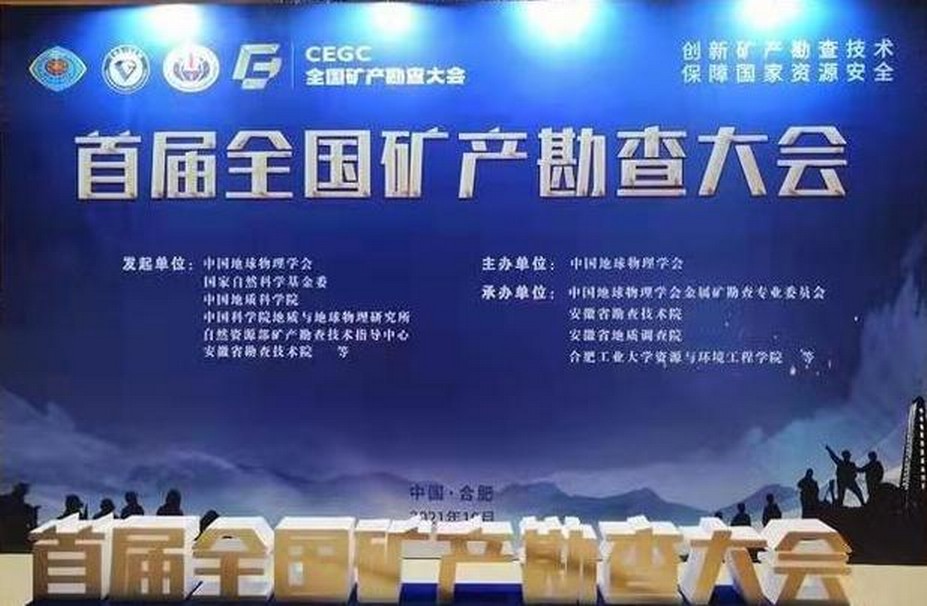 CEGC
全国矿产勘查大会
创新矿产勘查技术
保障国家资源安全
首届全国矿产勘查大会
发起单位：中国地球物理学会
国家自然科学基金委
中国地质科学院
中国科学院地质与地球物理研究所
自然资源部矿产勘查技术指导中心
安徽省勘查技术院 等
主办单位：中国地球物理学会
承办单位：中国地球物理学会金属矿勘查专业委员会
安徽省勘查技术院
安徽省地质调查院
合肥工业大学资源与环境工程学院 等
中国·合肥
2021年10月
首届全国矿产勘查大会